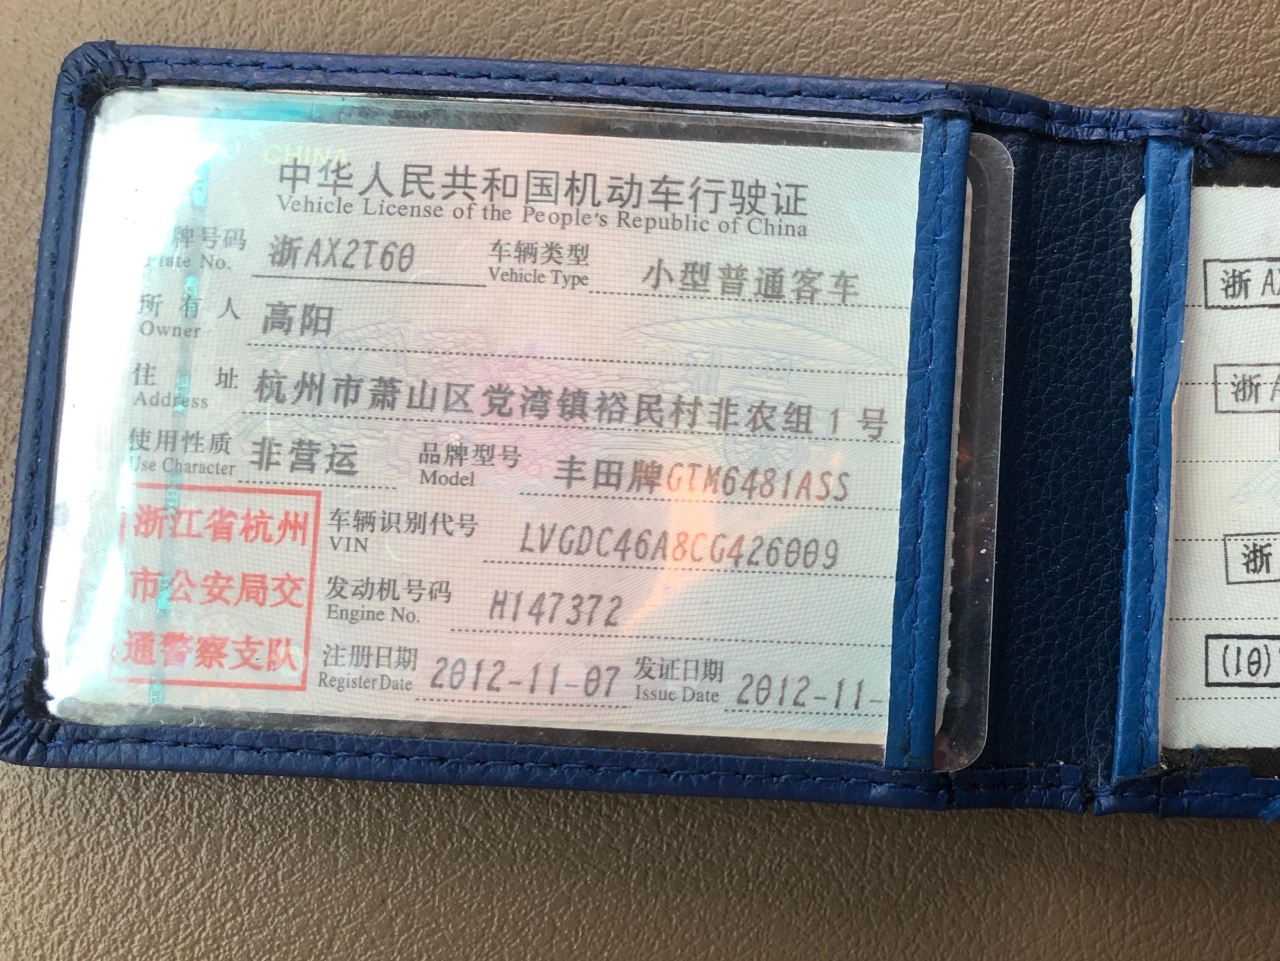 CHINA
中华人民共和国机动车行驶证
Vehicle License of the People's Republic of China
牌号码 浙AX2T60 车辆类型 小型普通客车
Plate No. Vehicle Type
所有人 高阳
Owner
住址 杭州市萧山区党湾镇裕民村非农组1号
Address
使用性质 非营运 品牌型号 丰田牌GTM6481ASS
Use Character Model
浙江省杭州
市公安局交
通警察支队
车辆识别代号 LVGDC46A8CG426009
VIN
发动机号码 H147372
Engine No.
注册日期 2012-11-07 发证日期 2012-11-
Register Date Issue Date
浙AX
浙A
浙
(10)